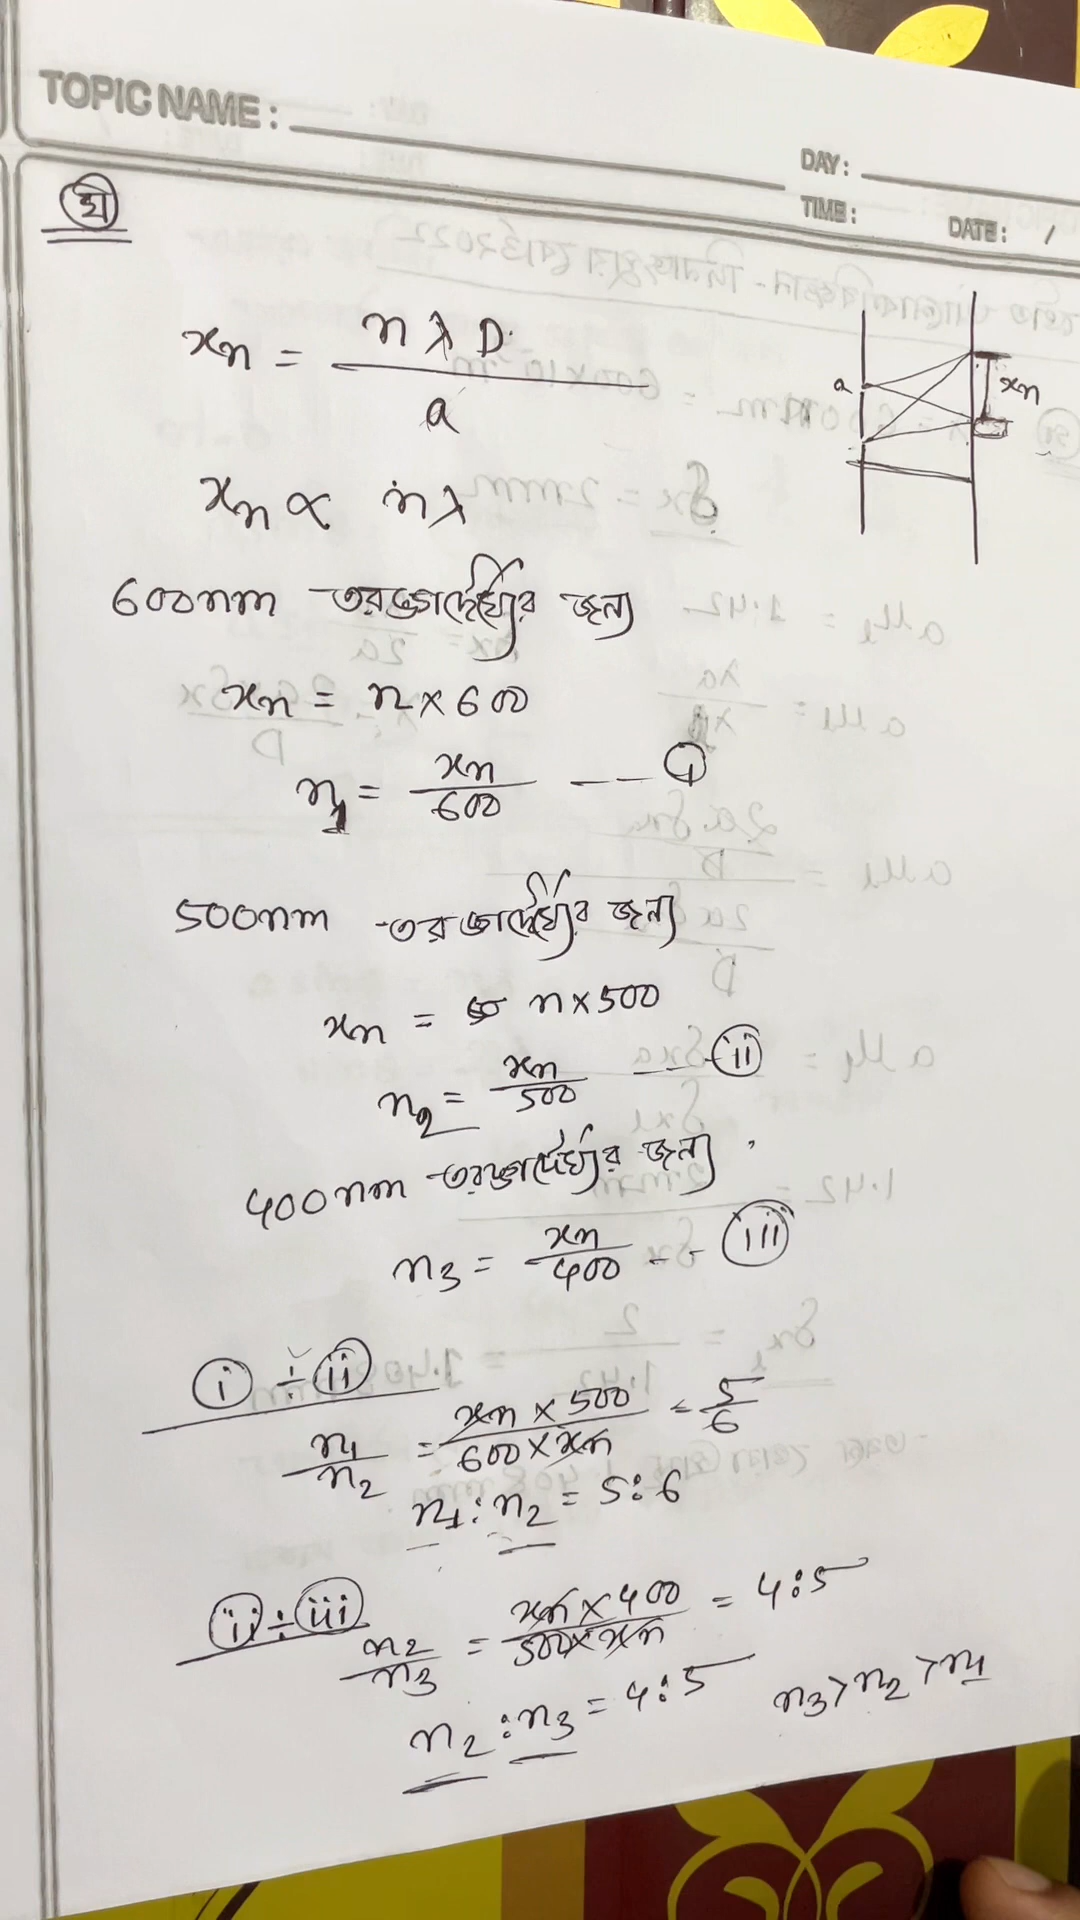 TOPIC NAME :
DAY :
TIME :
DATE : /
ঘ
xn = nλD / a
a
xn
xn ∝ nλ
600nm তরঙ্গদৈর্ঘ্যের জন্য
xn = n × 600
n1 = xn / 600 --- i
500nm তরঙ্গদৈর্ঘ্যের জন্য
xn = n × 500
n2 = xn / 500 --- ii
400nm তরঙ্গদৈর্ঘ্যের জন্য
n3 = xn / 400 -- iii
i ÷ ii
n1 / n2 = xn × 500 / 600 × xn = 5 / 6
n1 : n2 = 5 : 6
ii ÷ iii
n2 / n3 = xn × 400 / 500 × xn = 4 : 5
n2 : n3 = 4 : 5
n3 > n2 > n1